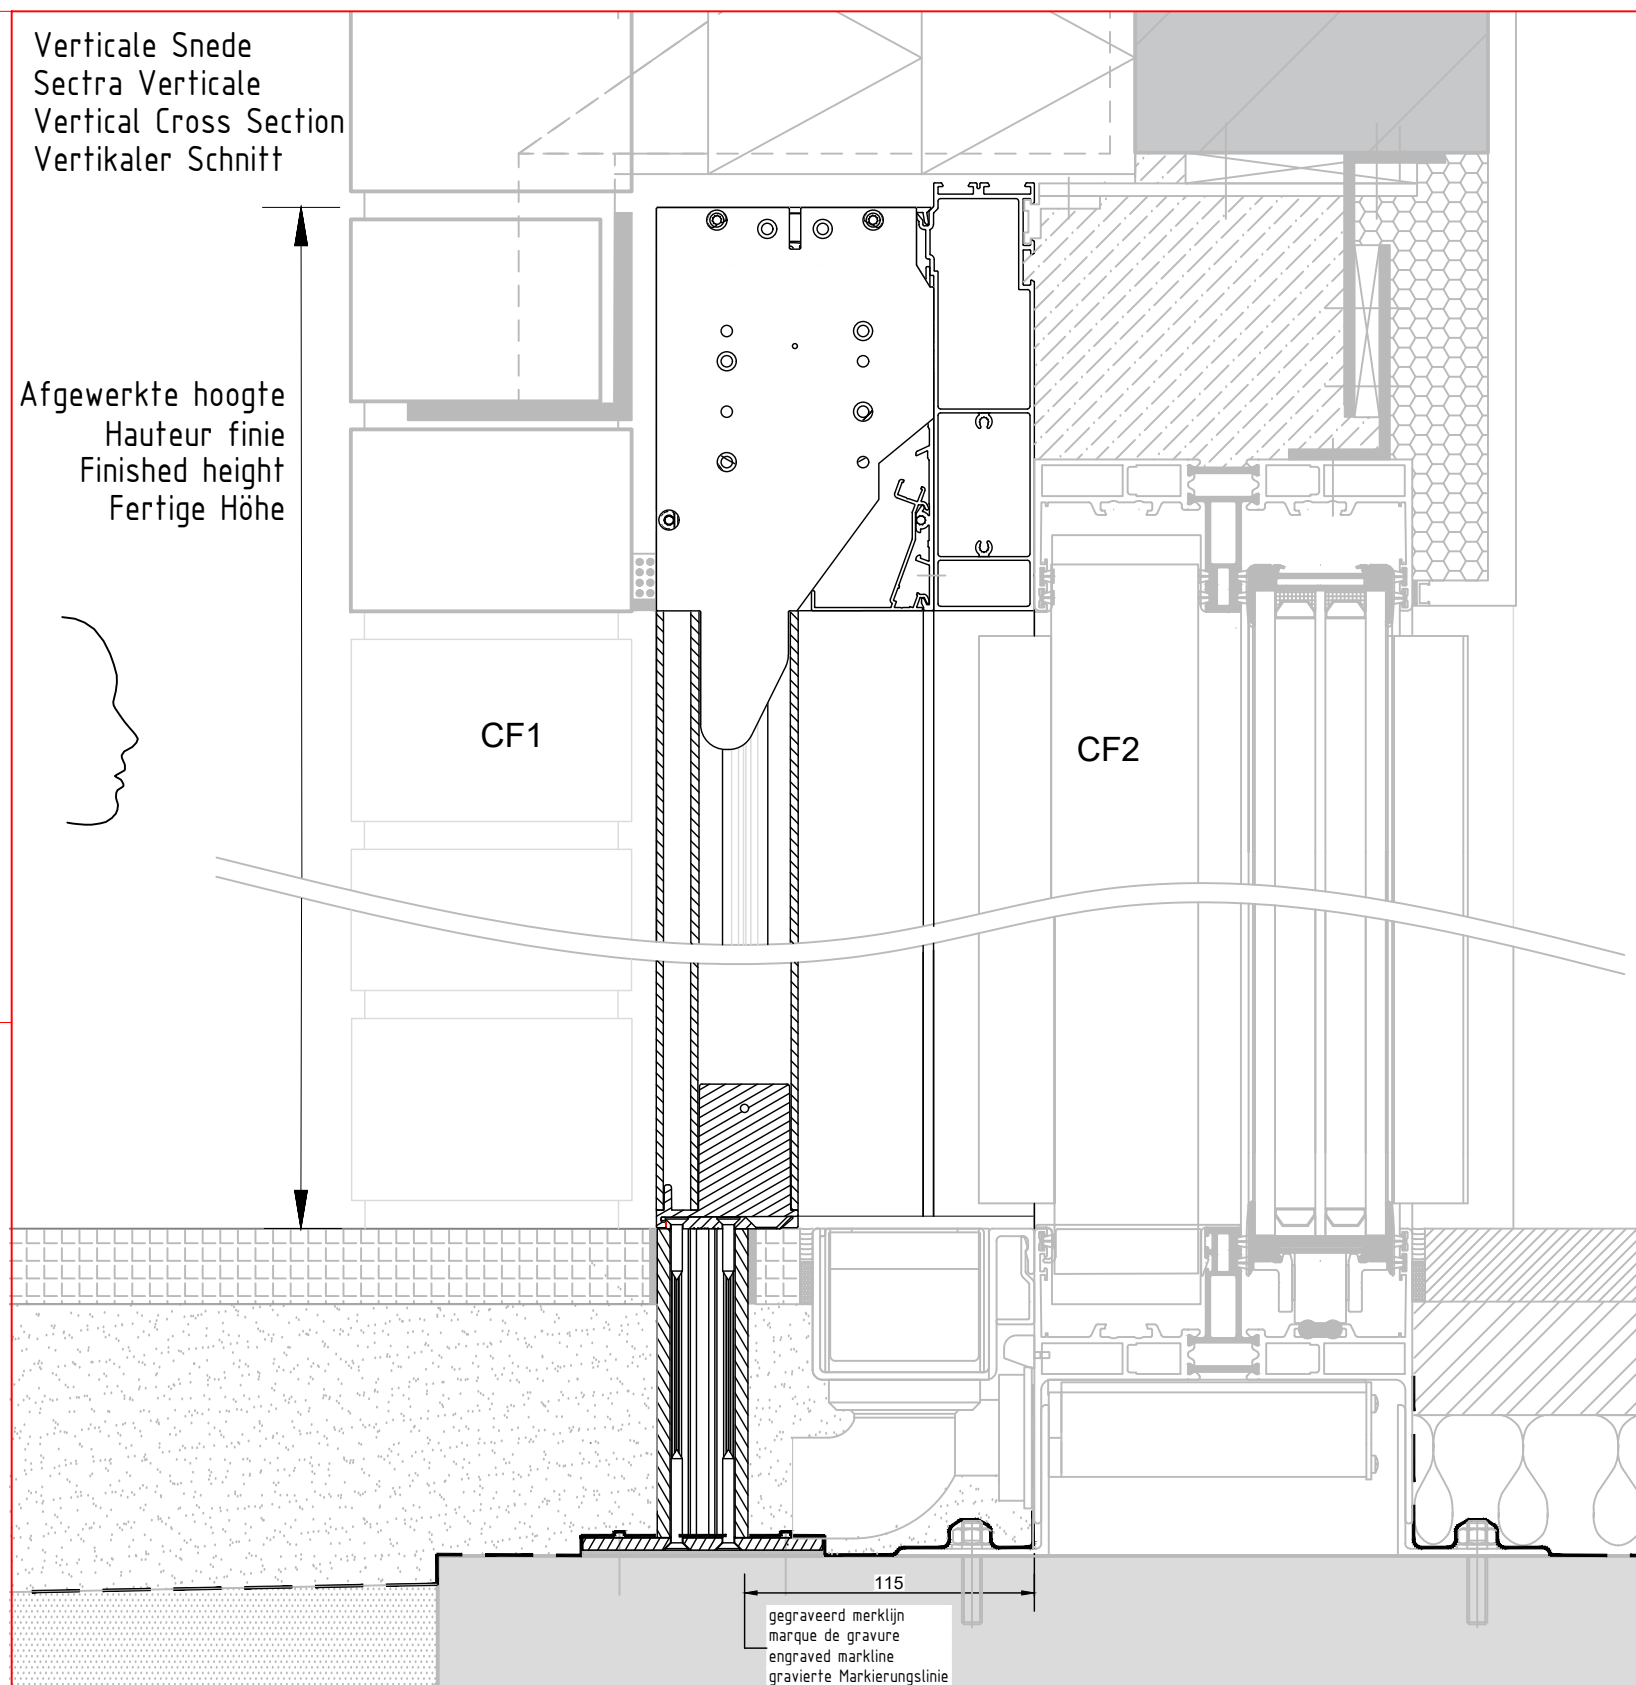 Verticale Snede
Sectra Verticale
Vertical Cross Section
Vertikaler Schnitt
Afgewerkte hoogte
Hauteur finie
Finished height
Fertige Höhe
CF1
CF2
115
gegraveerd merklijn
marque de gravure
engraved markline
gravierte Markierungslinie